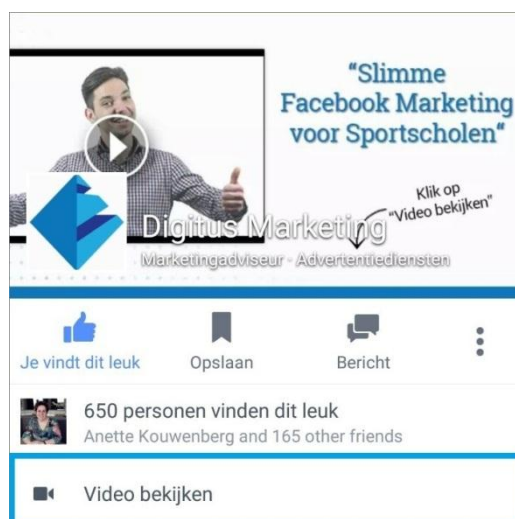 “Slimme
Facebook Marketing
voor Sportscholen“
Klik op
“Video bekijken”
Digitus Marketing
Marketingadviseur · Advertentiediensten
Je vindt dit leuk
Opslaan
Bericht
650 personen vinden dit leuk
Anette Kouwenberg and 165 other friends
Video bekijken